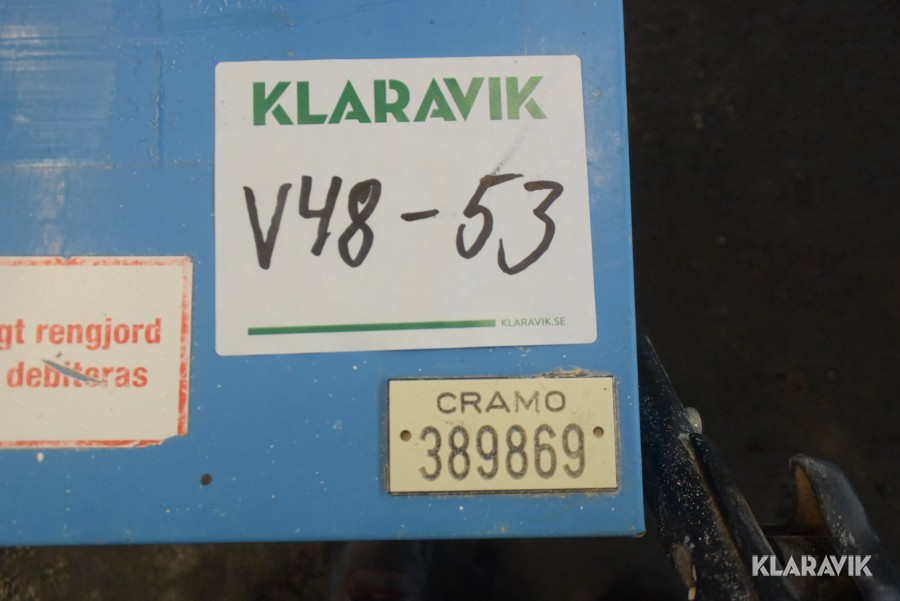 KLARAVIK
V48-53
KLARAVIK.SE
gt rengjord
debiteras
CRAMO
389869
KLARAVIK